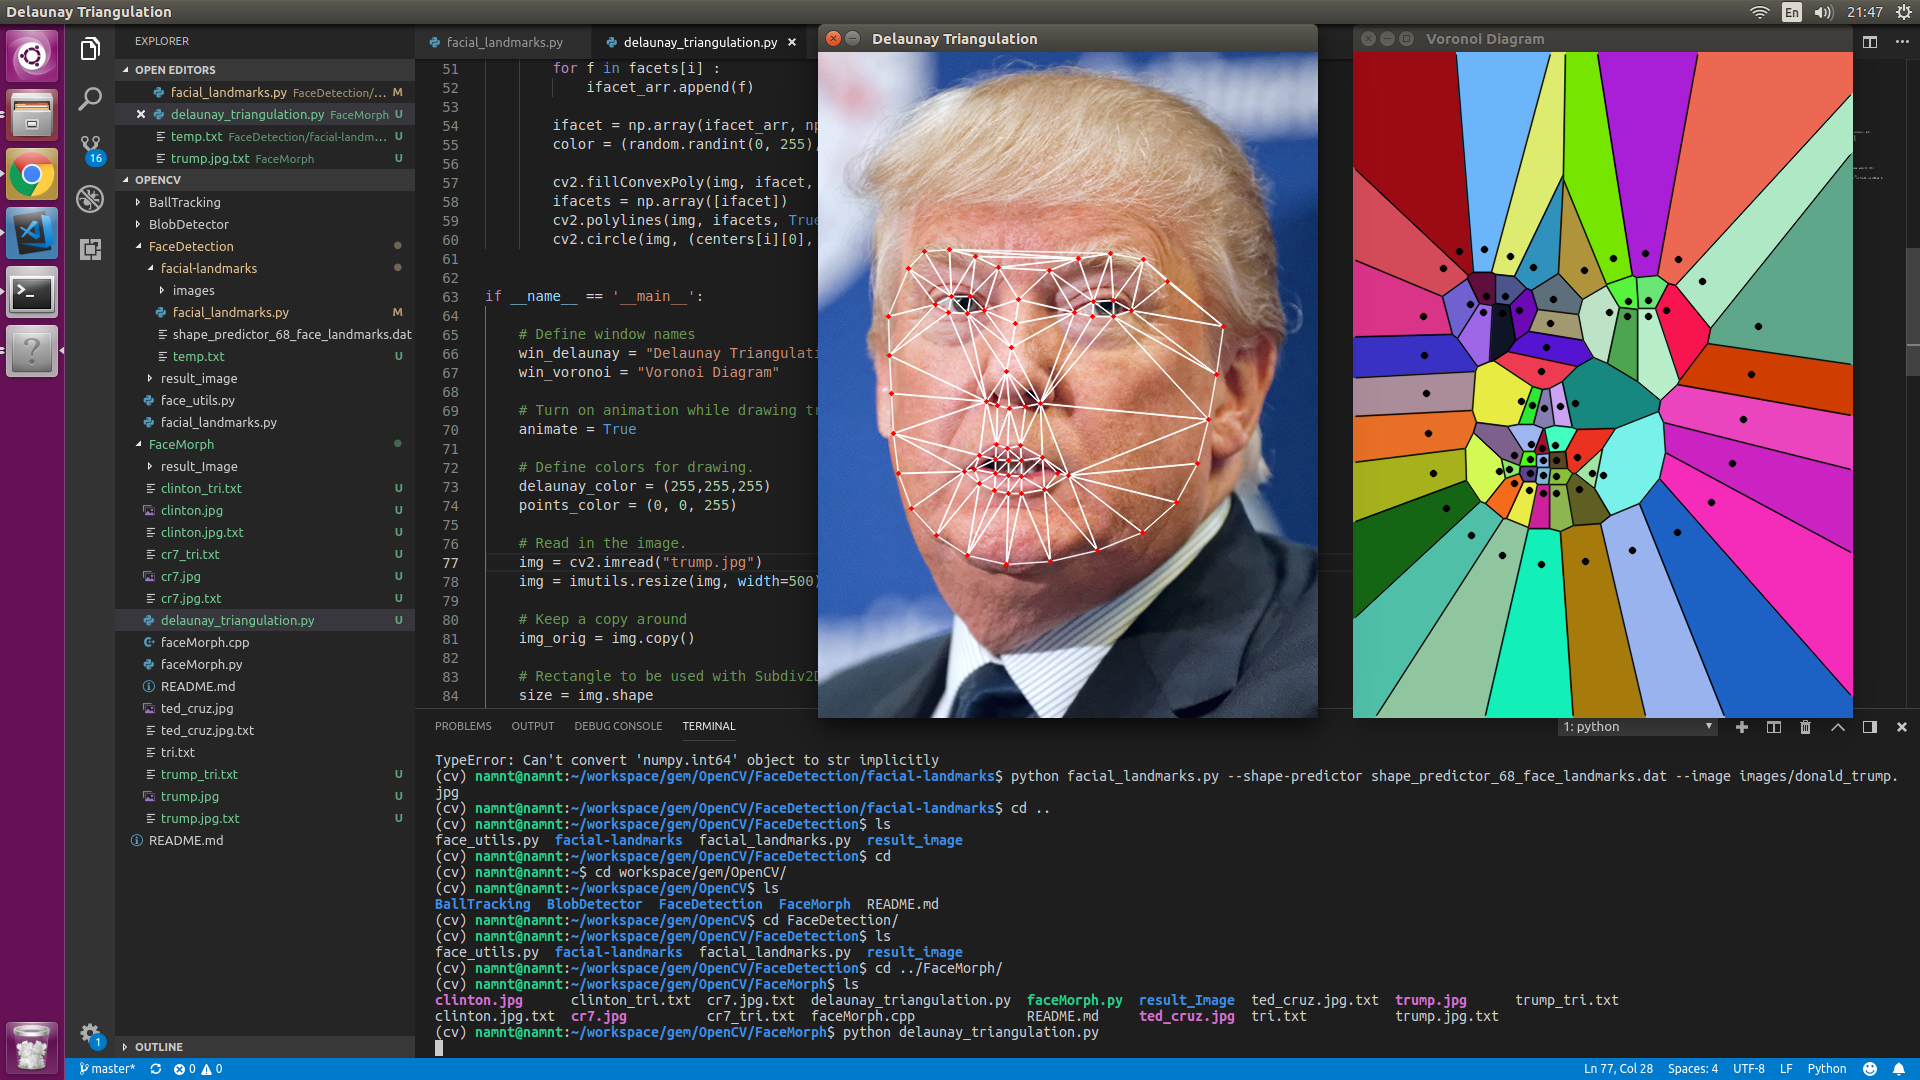 Delaunay Triangulation
En
21:47
EXPLORER
OPEN EDITORS
facial_landmarks.py FaceDetection/... M
delaunay_triangulation.py FaceMorph U
temp.txt FaceDetection/facial-landm... U
trump.jpg.txt FaceMorph U
OPENCV
BallTracking
BlobDetector
FaceDetection
facial-landmarks
images
facial_landmarks.py M
shape_predictor_68_face_landmarks.dat
temp.txt U
result_image
face_utils.py
facial_landmarks.py
FaceMorph
result_Image
clinton_tri.txt U
clinton.jpg U
clinton.jpg.txt U
cr7_tri.txt U
cr7.jpg U
cr7.jpg.txt U
delaunay_triangulation.py U
faceMorph.cpp
faceMorph.py
README.md
ted_cruz.jpg
ted_cruz.jpg.txt
tri.txt
trump_tri.txt U
trump.jpg U
trump.jpg.txt U
README.md
OUTLINE
16
1
facial_landmarks.py
delaunay_triangulation.py
51 for f in facets[i] :
52 ifacet_arr.append(f)
53
54 ifacet = np.array(ifacet_arr, np
55 color = (random.randint(0, 255),
56
57 cv2.fillConvexPoly(img, ifacet,
58 ifacets = np.array([ifacet])
59 cv2.polylines(img, ifacets, True
60 cv2.circle(img, (centers[i][0],
61
62
63 if __name__ == '__main__':
64
65 # Define window names
66 win_delaunay = "Delaunay Triangulati
67 win_voronoi = "Voronoi Diagram"
68
69 # Turn on animation while drawing tr
70 animate = True
71
72 # Define colors for drawing.
73 delaunay_color = (255,255,255)
74 points_color = (0, 0, 255)
75
76 # Read in the image.
77 img = cv2.imread("trump.jpg")
78 img = imutils.resize(img, width=500)
79
80 # Keep a copy around
81 img_orig = img.copy()
82
83 # Rectangle to be used with Subdiv2D
84 size = img.shape
Delaunay Triangulation
Voronoi Diagram
PROBLEMS OUTPUT DEBUG CONSOLE TERMINAL
1: python
TypeError: Can't convert 'numpy.int64' object to str implicitly
(cv) namnt@namnt:~/workspace/gem/OpenCV/FaceDetection/facial-landmarks$ python facial_landmarks.py --shape-predictor shape_predictor_68_face_landmarks.dat --image images/donald_trump.
jpg
(cv) namnt@namnt:~/workspace/gem/OpenCV/FaceDetection/facial-landmarks$ cd ..
(cv) namnt@namnt:~/workspace/gem/OpenCV/FaceDetection$ ls
face_utils.py facial-landmarks facial_landmarks.py result_image
(cv) namnt@namnt:~/workspace/gem/OpenCV/FaceDetection$ cd
(cv) namnt@namnt:~$ cd workspace/gem/OpenCV/
(cv) namnt@namnt:~/workspace/gem/OpenCV$ ls
BallTracking BlobDetector FaceDetection FaceMorph README.md
(cv) namnt@namnt:~/workspace/gem/OpenCV$ cd FaceDetection/
(cv) namnt@namnt:~/workspace/gem/OpenCV/FaceDetection$ ls
face_utils.py facial-landmarks facial_landmarks.py result_image
(cv) namnt@namnt:~/workspace/gem/OpenCV/FaceDetection$ cd ../FaceMorph/
(cv) namnt@namnt:~/workspace/gem/OpenCV/FaceMorph$ ls
clinton.jpg clinton_tri.txt cr7.jpg.txt delaunay_triangulation.py faceMorph.py result_Image ted_cruz.jpg.txt trump.jpg trump_tri.txt
clinton.jpg.txt cr7.jpg cr7_tri.txt faceMorph.cpp README.md ted_cruz.jpg tri.txt trump.jpg.txt
(cv) namnt@namnt:~/workspace/gem/OpenCV/FaceMorph$ python delaunay_triangulation.py
master* 0 0
Ln 77, Col 28 Spaces: 4 UTF-8 LF Python